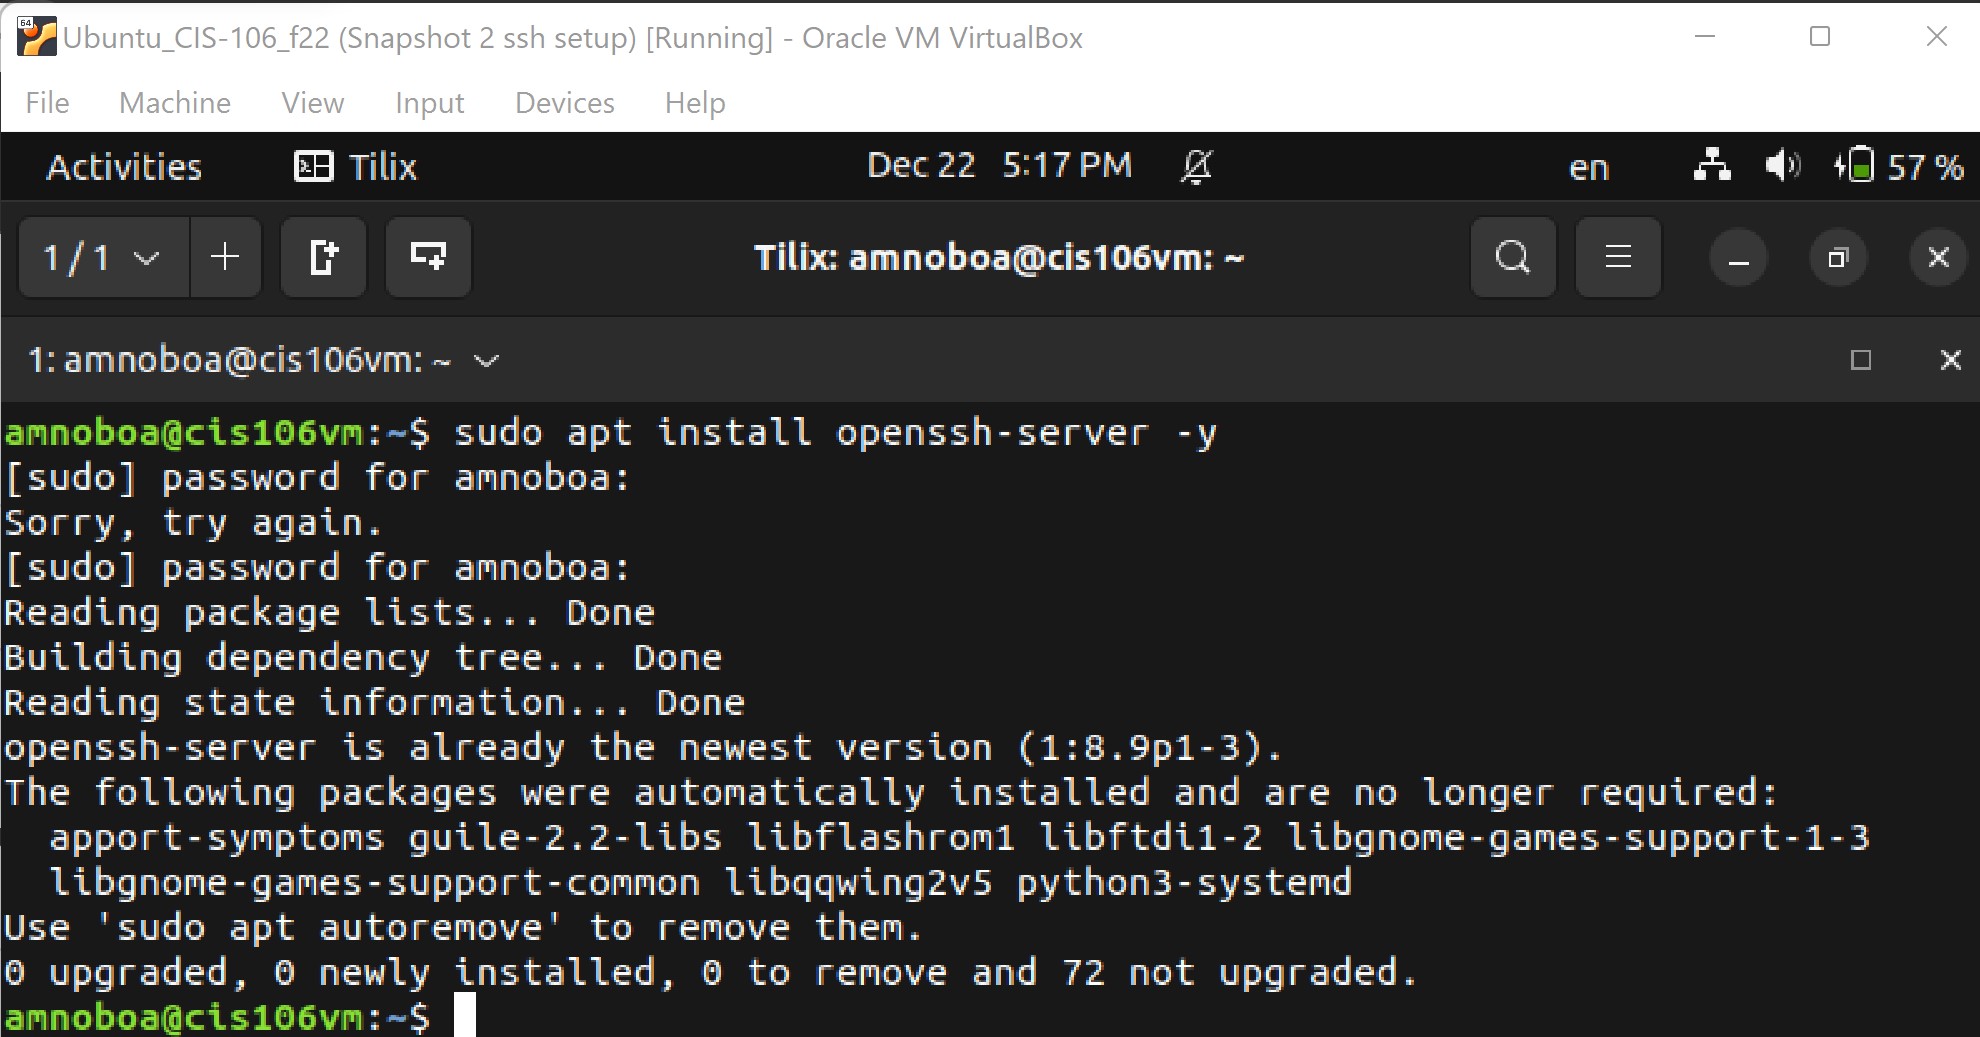 64
Ubuntu_CIS-106_f22 (Snapshot 2 ssh setup) [Running] - Oracle VM VirtualBox
File Machine View Input Devices Help
Activities Tilix Dec 22 5:17 PM en 57 %
1 / 1 Tilix: amnoboa@cis106vm: ~
1: amnoboa@cis106vm: ~
amnoboa@cis106vm:~$ sudo apt install openssh-server -y
[sudo] password for amnoboa:
Sorry, try again.
[sudo] password for amnoboa:
Reading package lists... Done
Building dependency tree... Done
Reading state information... Done
openssh-server is already the newest version (1:8.9p1-3).
The following packages were automatically installed and are no longer required:
  apport-symptoms guile-2.2-libs libflashrom1 libftdi1-2 libgnome-games-support-1-3
  libgnome-games-support-common libqqwing2v5 python3-systemd
Use 'sudo apt autoremove' to remove them.
0 upgraded, 0 newly installed, 0 to remove and 72 not upgraded.
amnoboa@cis106vm:~$